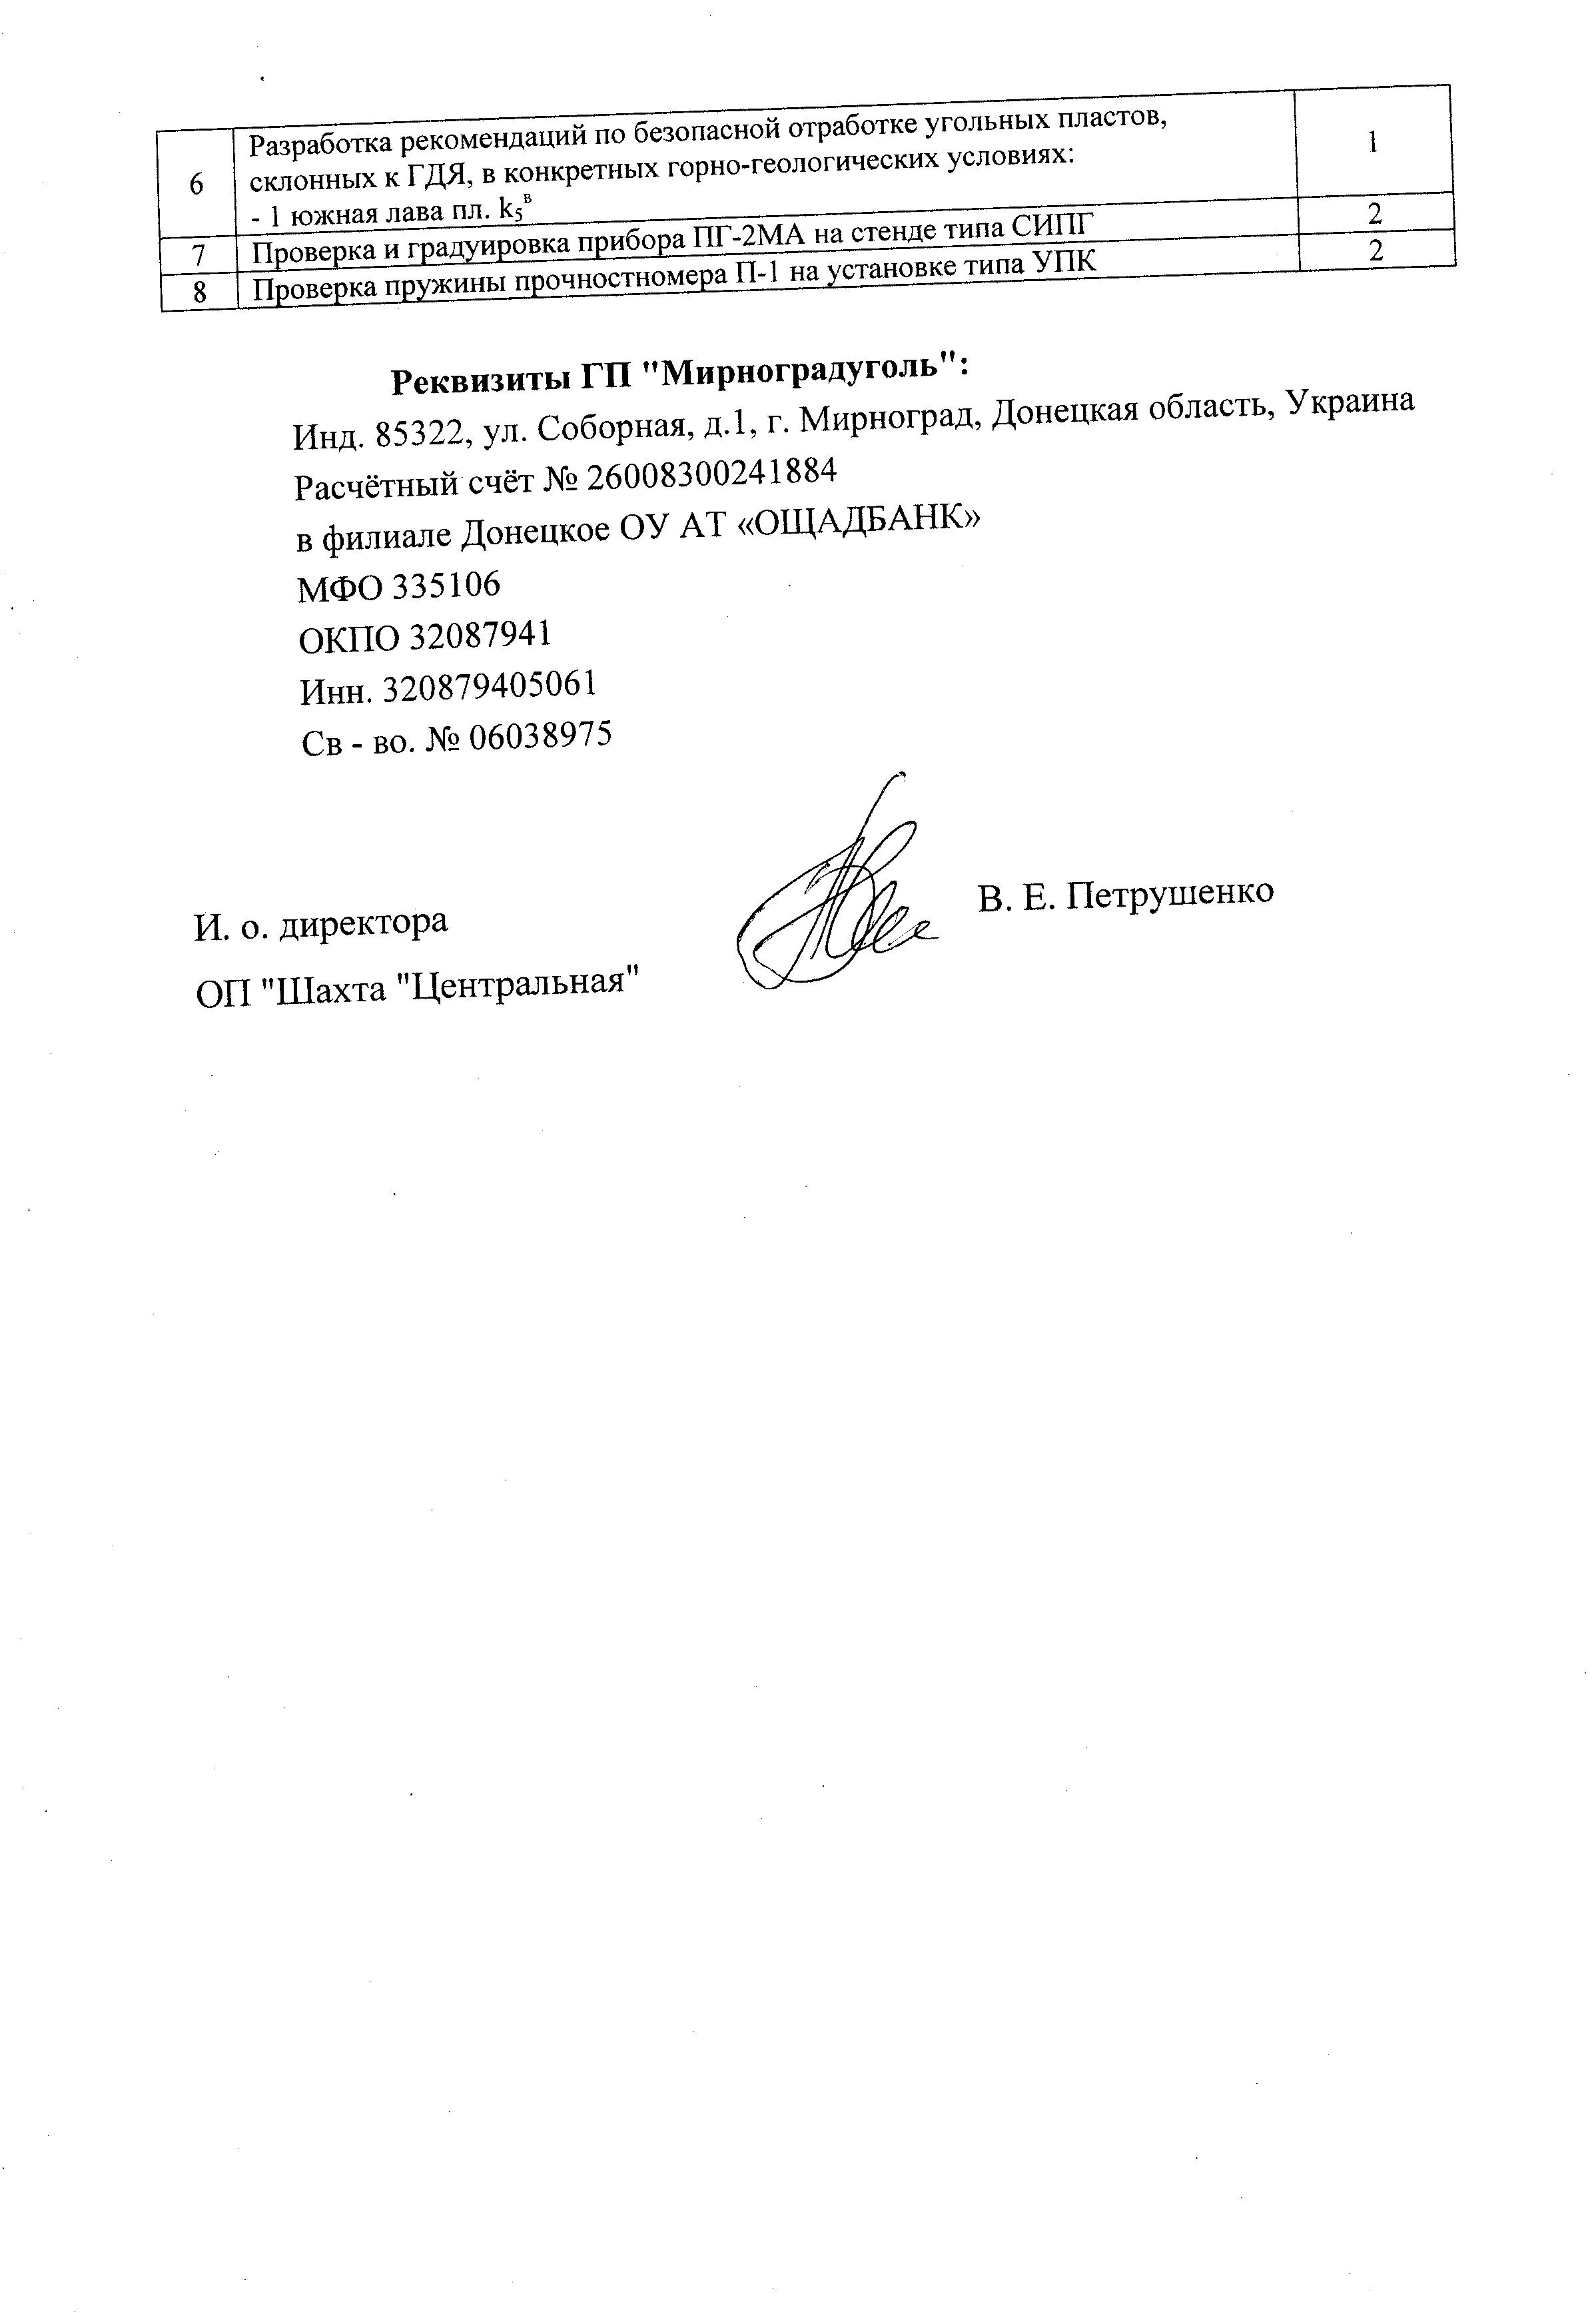 6
Разработка рекомендаций по безопасной отработке угольных пластов,
склонных к ГДЯ, в конкретных горно-геологических условиях:
- 1 южная лава пл. k₅ᵛ
1
7 Проверка и градуировка прибора ПГ-2МА на стенде типа СИПГ 2
8 Проверка пружины прочностномера П-1 на установке типа УПК 2
Реквизиты ГП "Мирноградуголь":
Инд. 85322, ул. Соборная, д.1, г. Мирноград, Донецкая область, Украина
Расчётный счёт № 26008300241884
в филиале Донецкое ОУ АТ «ОЩАДБАНК»
МФО 335106
ОКПО 32087941
Инн. 320879405061
Св - во. № 06038975
И. о. директора
В. Е. Петрушенко
ОП "Шахта "Центральная"